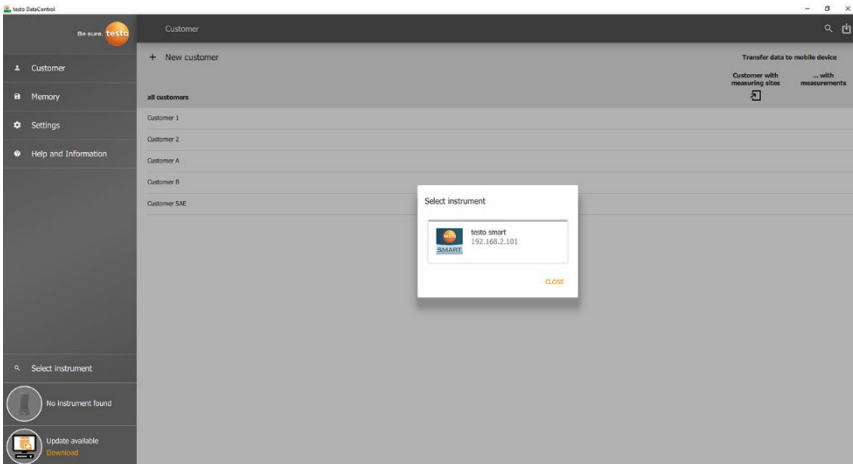 testo DataControl
Be sure. testo
Customer
Customer
Memory
Settings
Help and Information
+ New customer
Transfer data to mobile device
Customer with
measuring sites
... with
measurements
all customers
Customer 1
Customer 2
Customer A
Customer B
Customer SAE
Select instrument
testo
SMART
testo smart
192.168.2.101
CLOSE
Select instrument
No instrument found
Update available
Download